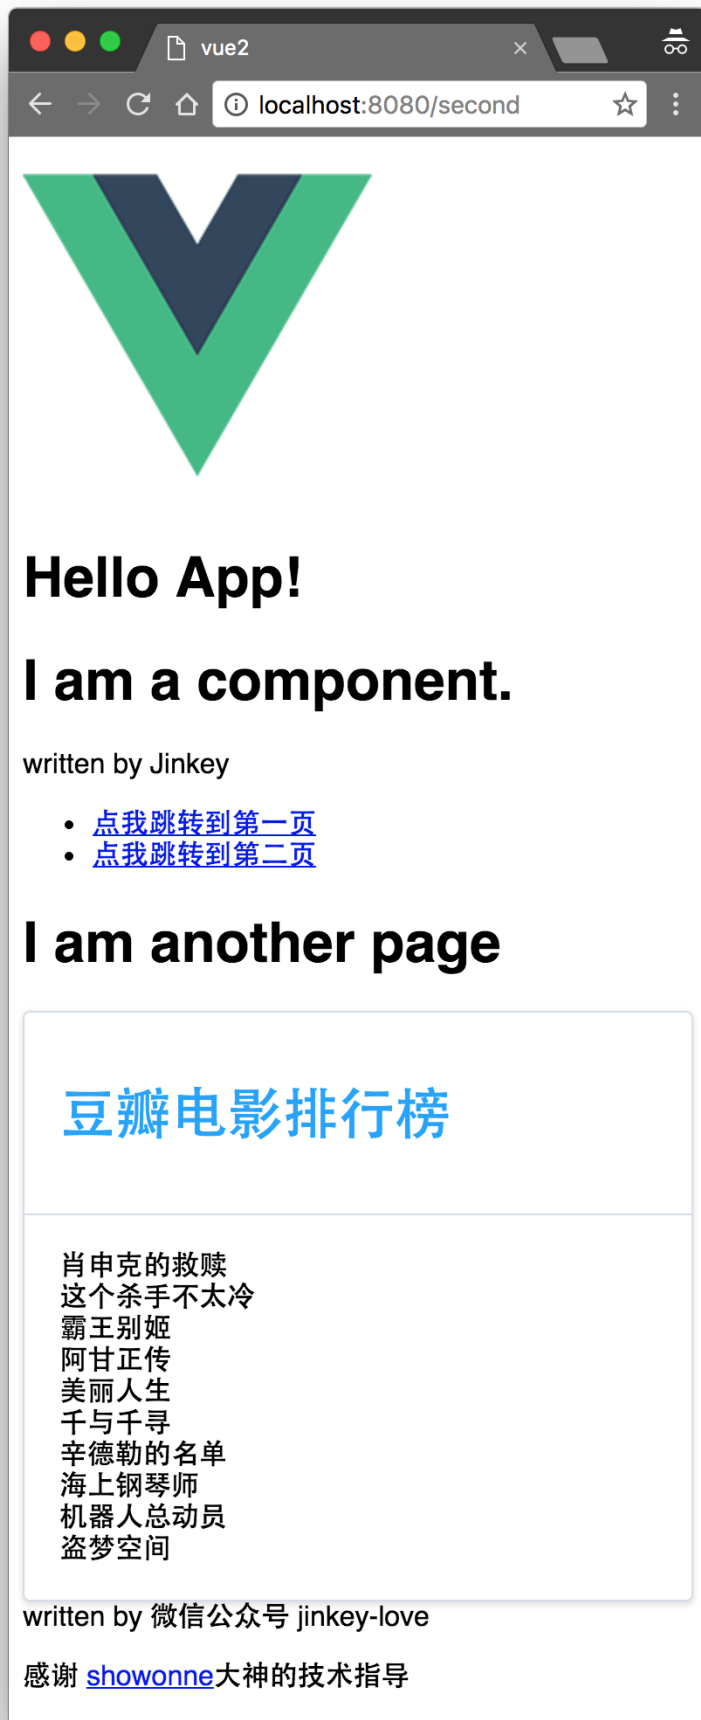 vue2
localhost:8080/second
Hello App!
I am a component.
written by Jinkey
点我跳转到第一页
点我跳转到第二页
I am another page
豆瓣电影排行榜
肖申克的救赎
这个杀手不太冷
霸王别姬
阿甘正传
美丽人生
千与千寻
辛德勒的名单
海上钢琴师
机器人总动员
盗梦空间
written by 微信公众号 jinkey-love
感谢 showonne大神的技术指导